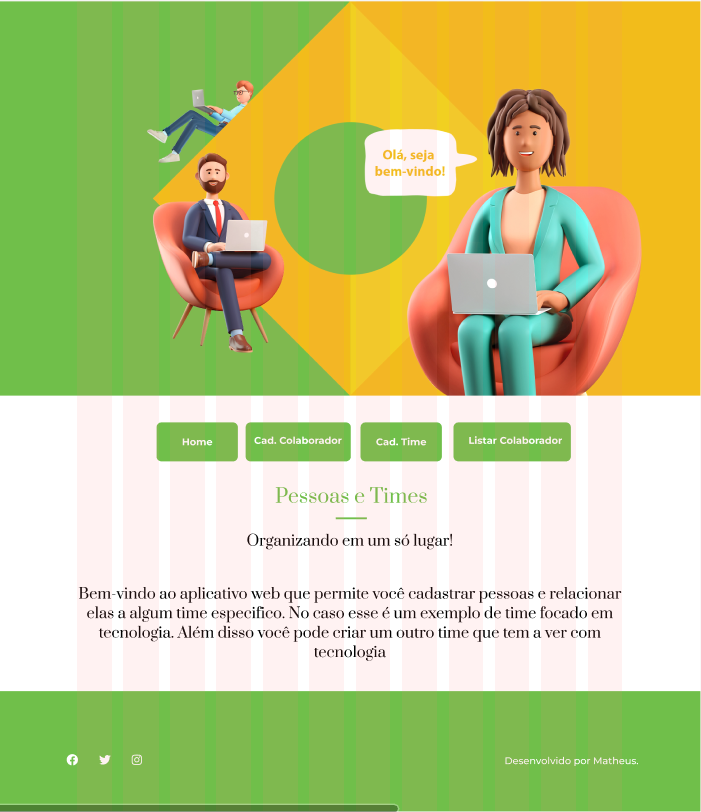 Olá, seja
bem-vindo!
Home
Cad. Colaborador
Cad. Time
Listar Colaborador
Pessoas e Times
Organizando em um só lugar!
Bem-vindo ao aplicativo web que permite você cadastrar pessoas e relacionar
elas a algum time especifico. No caso esse é um exemplo de time focado em
tecnologia. Além disso você pode criar um outro time que tem a ver com
tecnologia
Desenvolvido por Matheus.